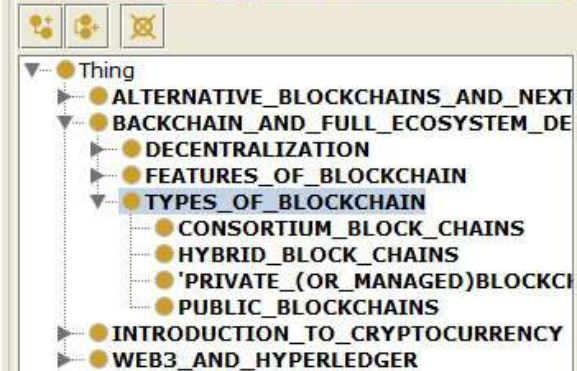 Thing
ALTERNATIVE_BLOCKCHAINS_AND_NEXT
BACKCHAIN_AND_FULL_ECOSYSTEM_DE
DECENTRALIZATION
FEATURES_OF_BLOCKCHAIN
TYPES_OF_BLOCKCHAIN
CONSORTIUM_BLOCK_CHAINS
HYBRID_BLOCK_CHAINS
'PRIVATE_(OR_MANAGED)BLOCKCH
PUBLIC_BLOCKCHAINS
INTRODUCTION_TO_CRYPTOCURRENCY
WEB3_AND_HYPERLEDGER